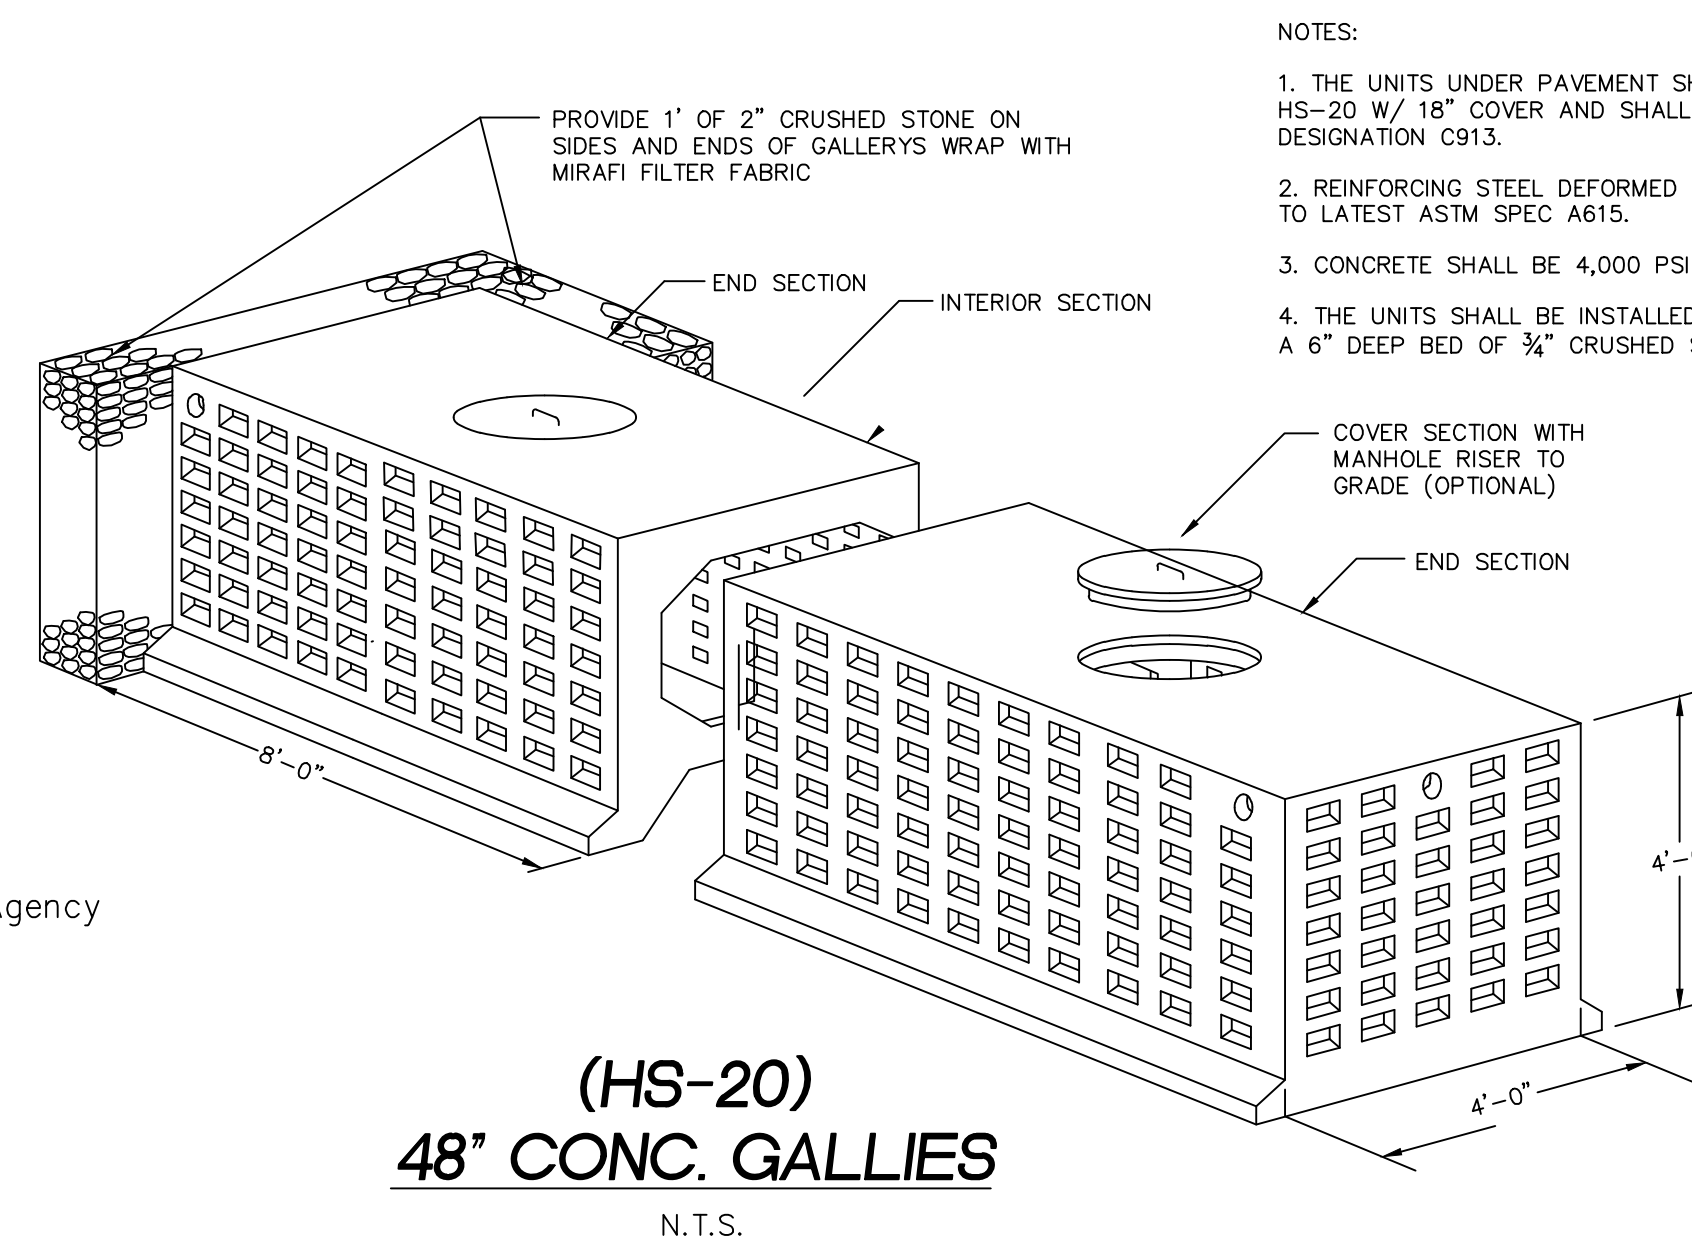 NOTES:
1. THE UNITS UNDER PAVEMENT
HS-20 W/ 18" COVER AND SHALL
DESIGNATION C913.
2. REINFORCING STEEL DEFORMED
TO LATEST ASTM SPEC A615.
3. CONCRETE SHALL BE 4,000 PSI
4. THE UNITS SHALL BE INSTALLED
A 6" DEEP BED OF ¾" CRUSHED
PROVIDE 1' OF 2" CRUSHED STONE ON
SIDES AND ENDS OF GALLERYS WRAP WITH
MIRAFI FILTER FABRIC
END SECTION
INTERIOR SECTION
COVER SECTION WITH
MANHOLE RISER TO
GRADE (OPTIONAL)
END SECTION
8'-0"
4'-
Agency
4'-0"
(HS-20)
48" CONC. GALLIES
N.T.S.